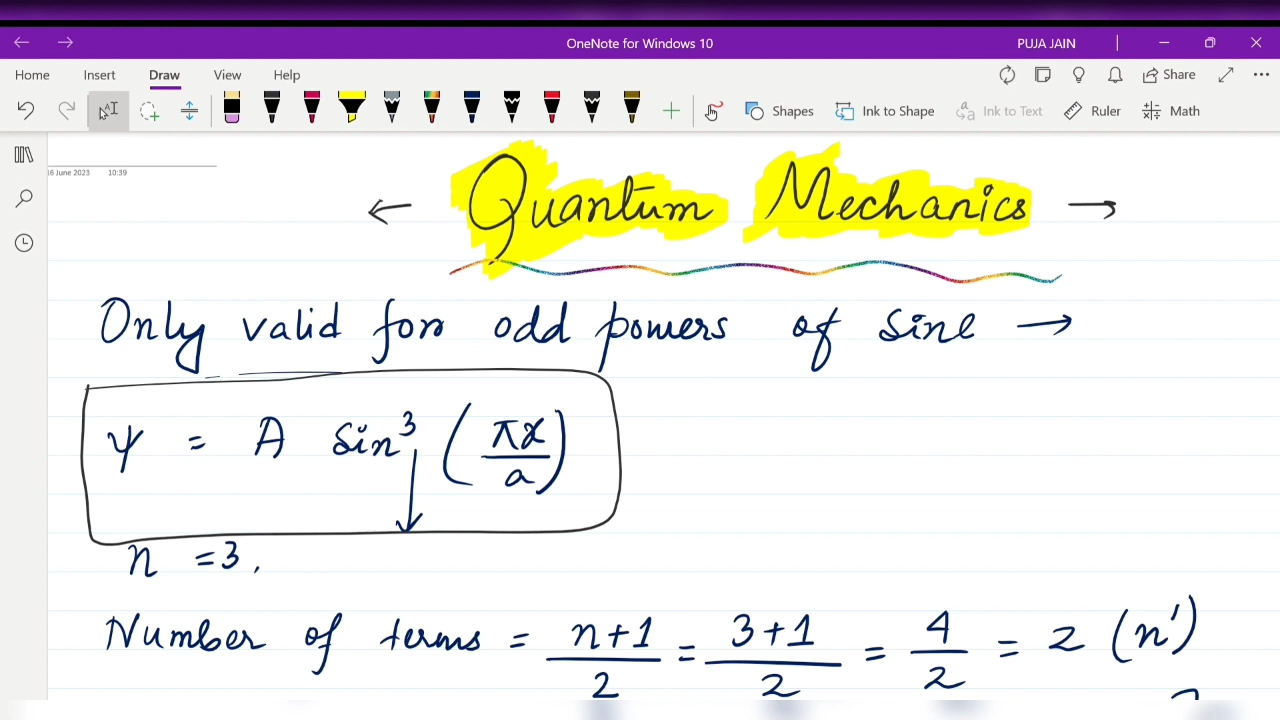 OneNote for Windows 10
PUJA JAIN
Home Insert Draw View Help
Share
Shapes Ink to Shape Ink to Text Ruler Math
16 June 2023 10:39
← Quantum Mechanics →
Only valid for odd powers of sine →
ψ = A sin³ (πx/a)
n = 3,
Number of terms = n+1/2 = 3+1/2 = 4/2 = 2 (n')